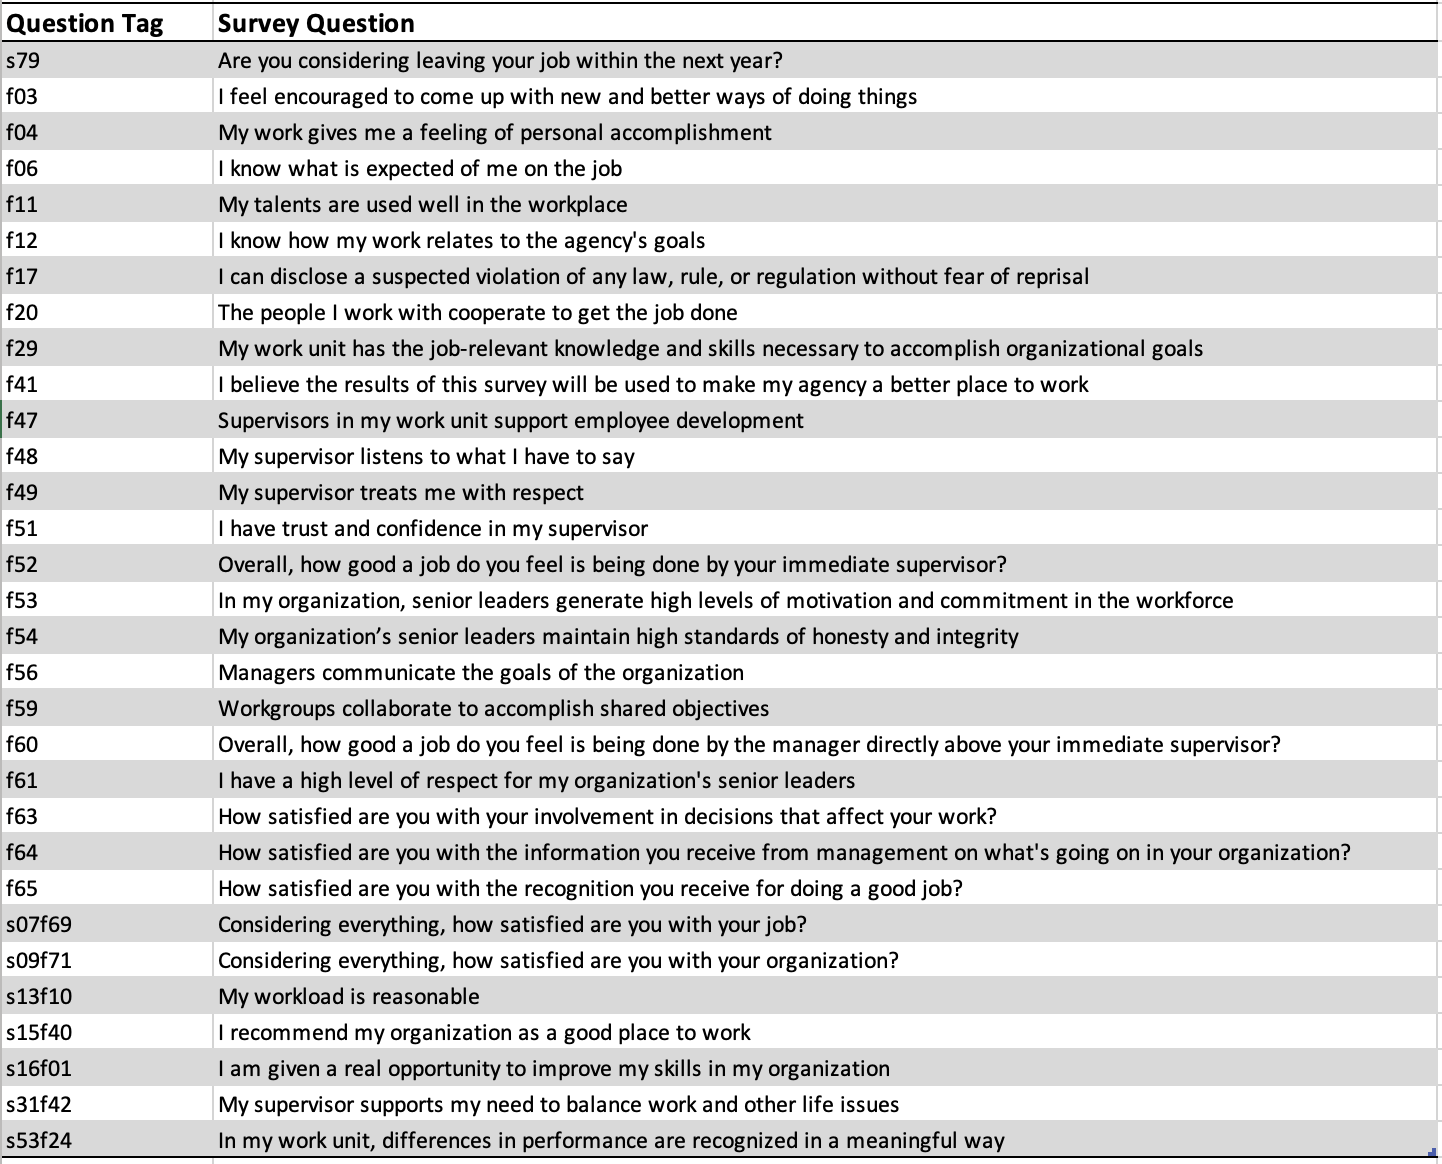 Question Tag Survey Question
s79 Are you considering leaving your job within the next year?
f03 I feel encouraged to come up with new and better ways of doing things
f04 My work gives me a feeling of personal accomplishment
f06 I know what is expected of me on the job
f11 My talents are used well in the workplace
f12 I know how my work relates to the agency's goals
f17 I can disclose a suspected violation of any law, rule, or regulation without fear of reprisal
f20 The people I work with cooperate to get the job done
f29 My work unit has the job-relevant knowledge and skills necessary to accomplish organizational goals
f41 I believe the results of this survey will be used to make my agency a better place to work
f47 Supervisors in my work unit support employee development
f48 My supervisor listens to what I have to say
f49 My supervisor treats me with respect
f51 I have trust and confidence in my supervisor
f52 Overall, how good a job do you feel is being done by your immediate supervisor?
f53 In my organization, senior leaders generate high levels of motivation and commitment in the workforce
f54 My organization’s senior leaders maintain high standards of honesty and integrity
f56 Managers communicate the goals of the organization
f59 Workgroups collaborate to accomplish shared objectives
f60 Overall, how good a job do you feel is being done by the manager directly above your immediate supervisor?
f61 I have a high level of respect for my organization's senior leaders
f63 How satisfied are you with your involvement in decisions that affect your work?
f64 How satisfied are you with the information you receive from management on what's going on in your organization?
f65 How satisfied are you with the recognition you receive for doing a good job?
s07f69 Considering everything, how satisfied are you with your job?
s09f71 Considering everything, how satisfied are you with your organization?
s13f10 My workload is reasonable
s15f40 I recommend my organization as a good place to work
s16f01 I am given a real opportunity to improve my skills in my organization
s31f42 My supervisor supports my need to balance work and other life issues
s53f24 In my work unit, differences in performance are recognized in a meaningful way